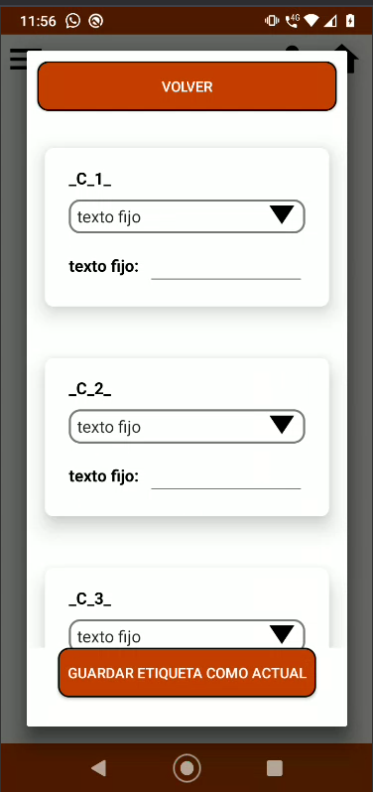 11:56
4G
VOLVER
_C_1_
texto fijo
texto fijo:
_C_2_
texto fijo
texto fijo:
_C_3_
texto fijo
GUARDAR ETIQUETA COMO ACTUAL